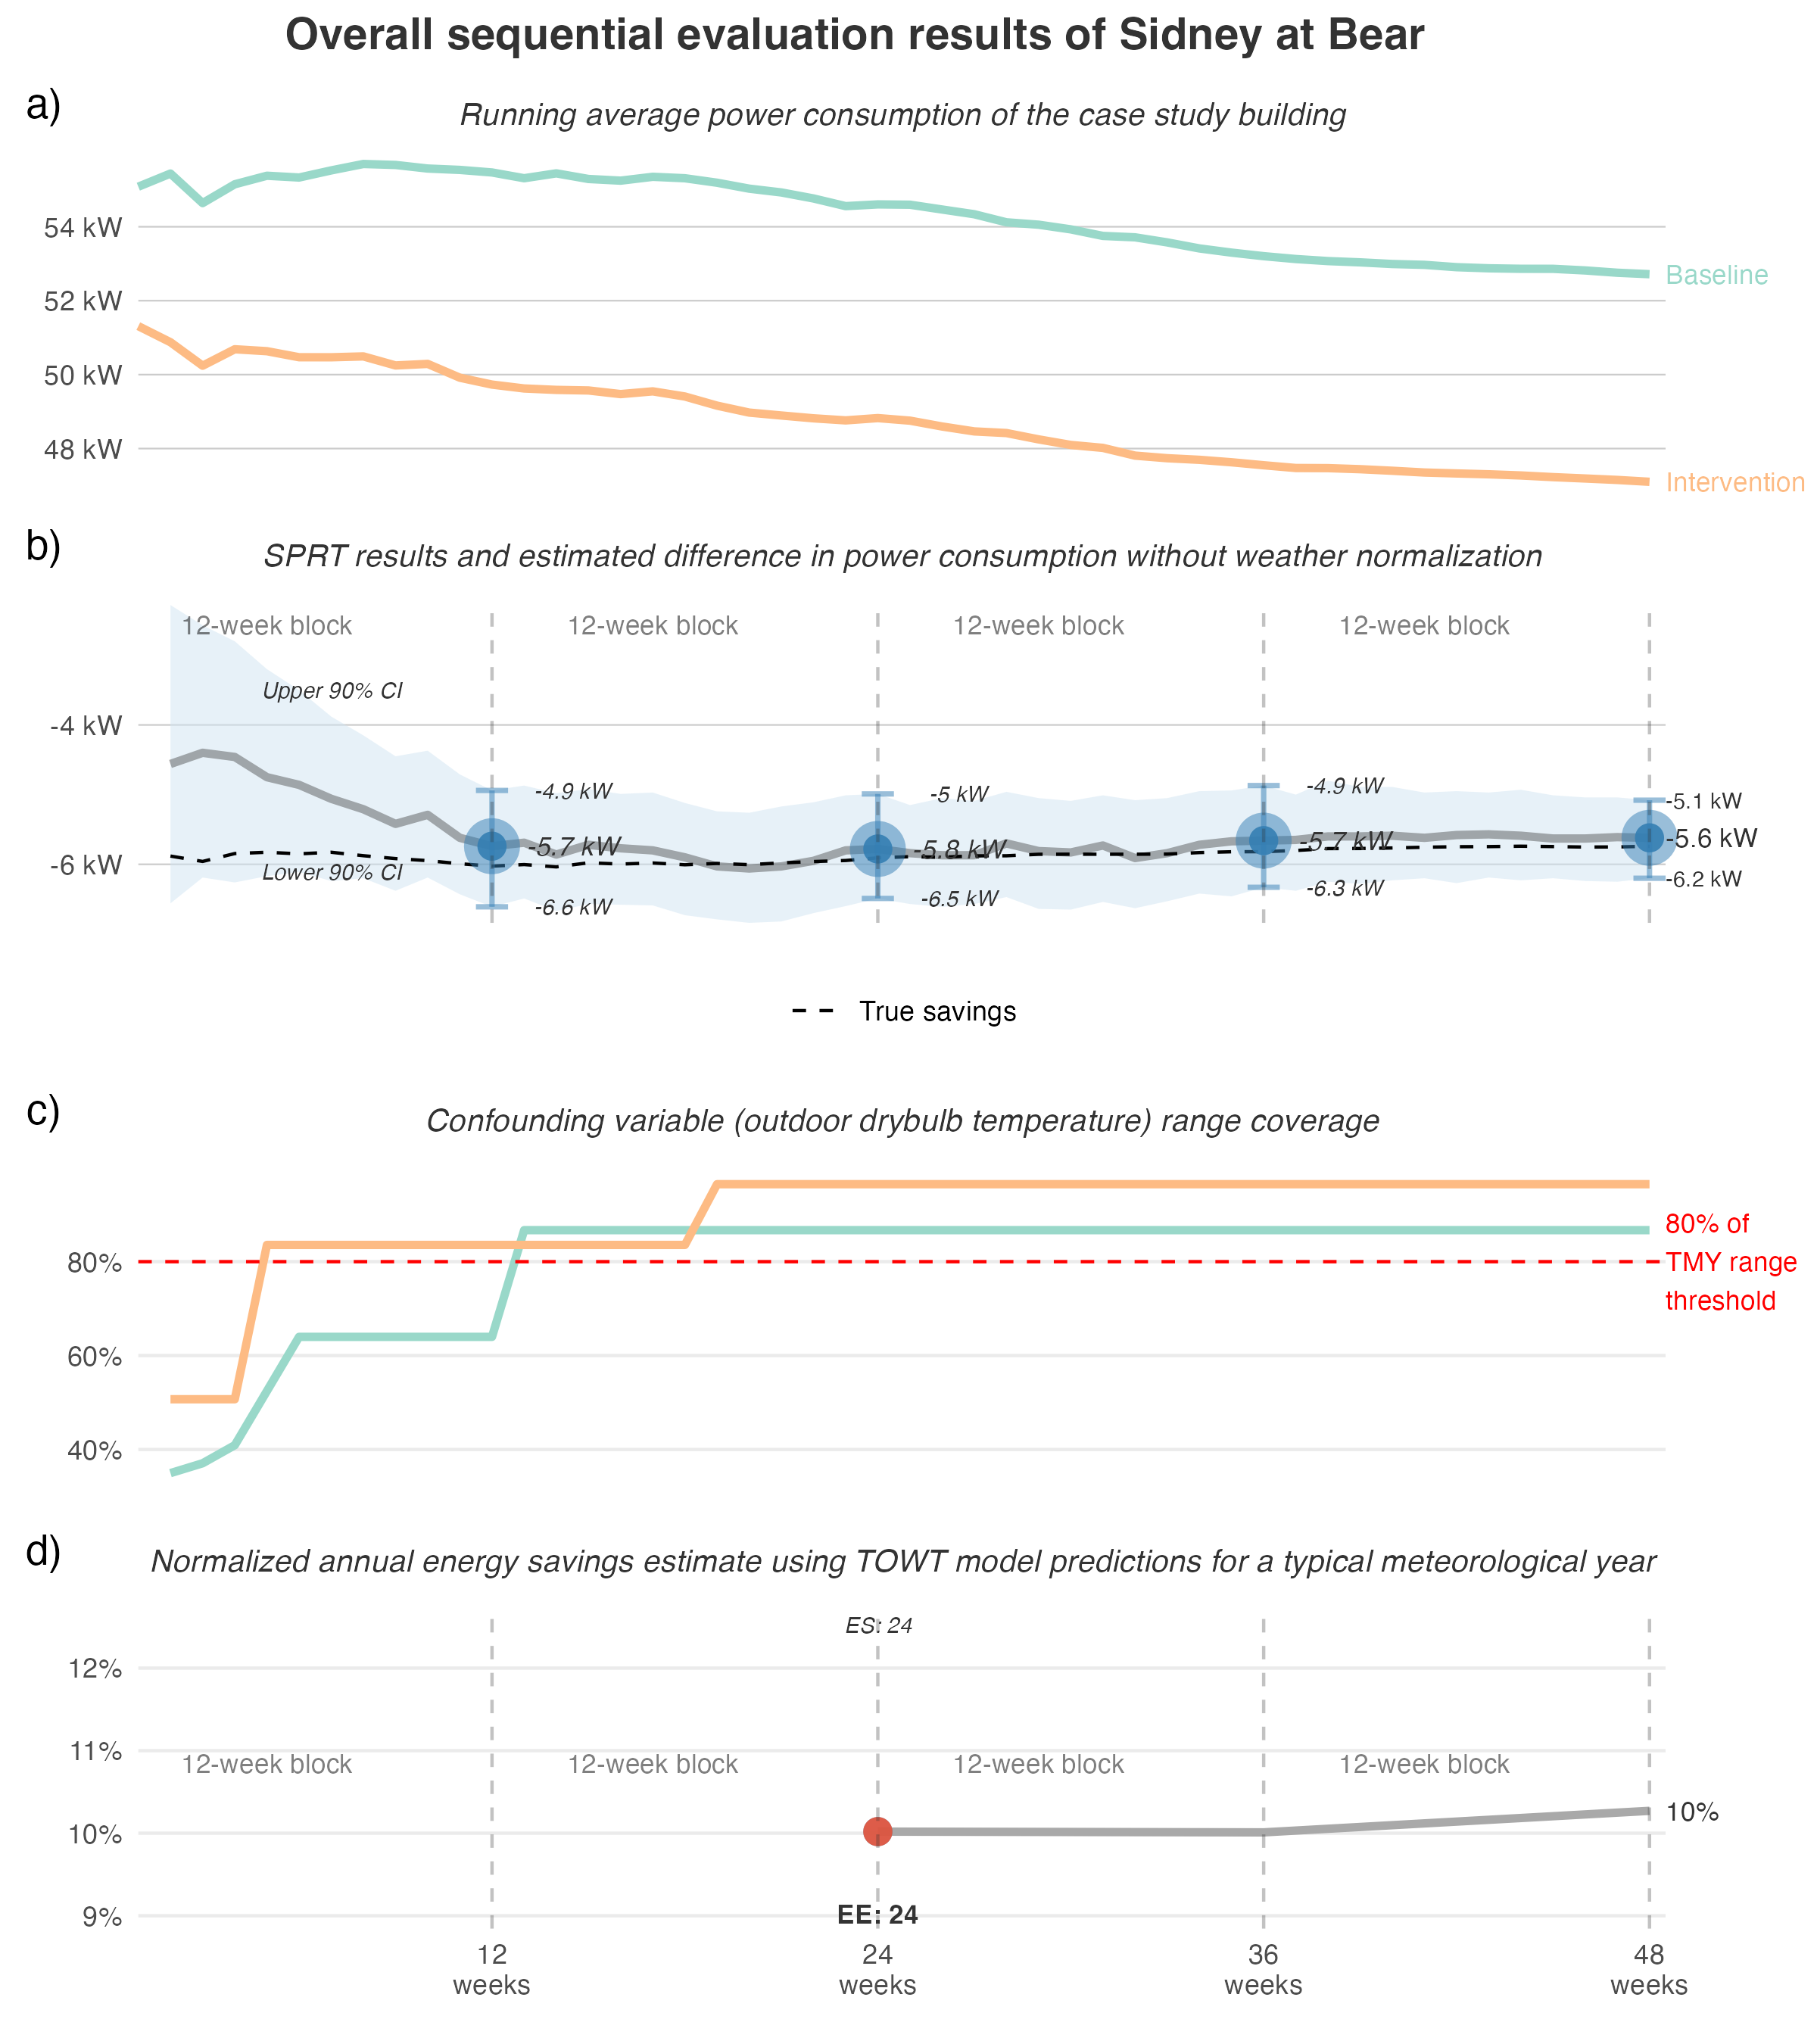 Overall sequential evaluation results of Sidney at Bear
a)
Running average power consumption of the case study building
54 kW
52 kW
50 kW
48 kW
Baseline
Intervention
b)
SPRT results and estimated difference in power consumption without weather normalization
12-week block 12-week block 12-week block 12-week block
Upper 90% CI
-4 kW
-4.9 kW -5 kW -4.9 kW -5.1 kW
-5.7 kW -5.8 kW -5.7 kW -5.6 kW
-6 kW
Lower 90% CI
-6.6 kW -6.5 kW -6.3 kW -6.2 kW
True savings
c)
Confounding variable (outdoor drybulb temperature) range coverage
80%
60%
40%
80% of
TMY range
threshold
d)
Normalized annual energy savings estimate using TOWT model predictions for a typical meteorological year
ES: 24
12%
11%
12-week block 12-week block 12-week block 12-week block
10%
10%
9%
EE: 24
12 24 36 48
weeks weeks weeks weeks